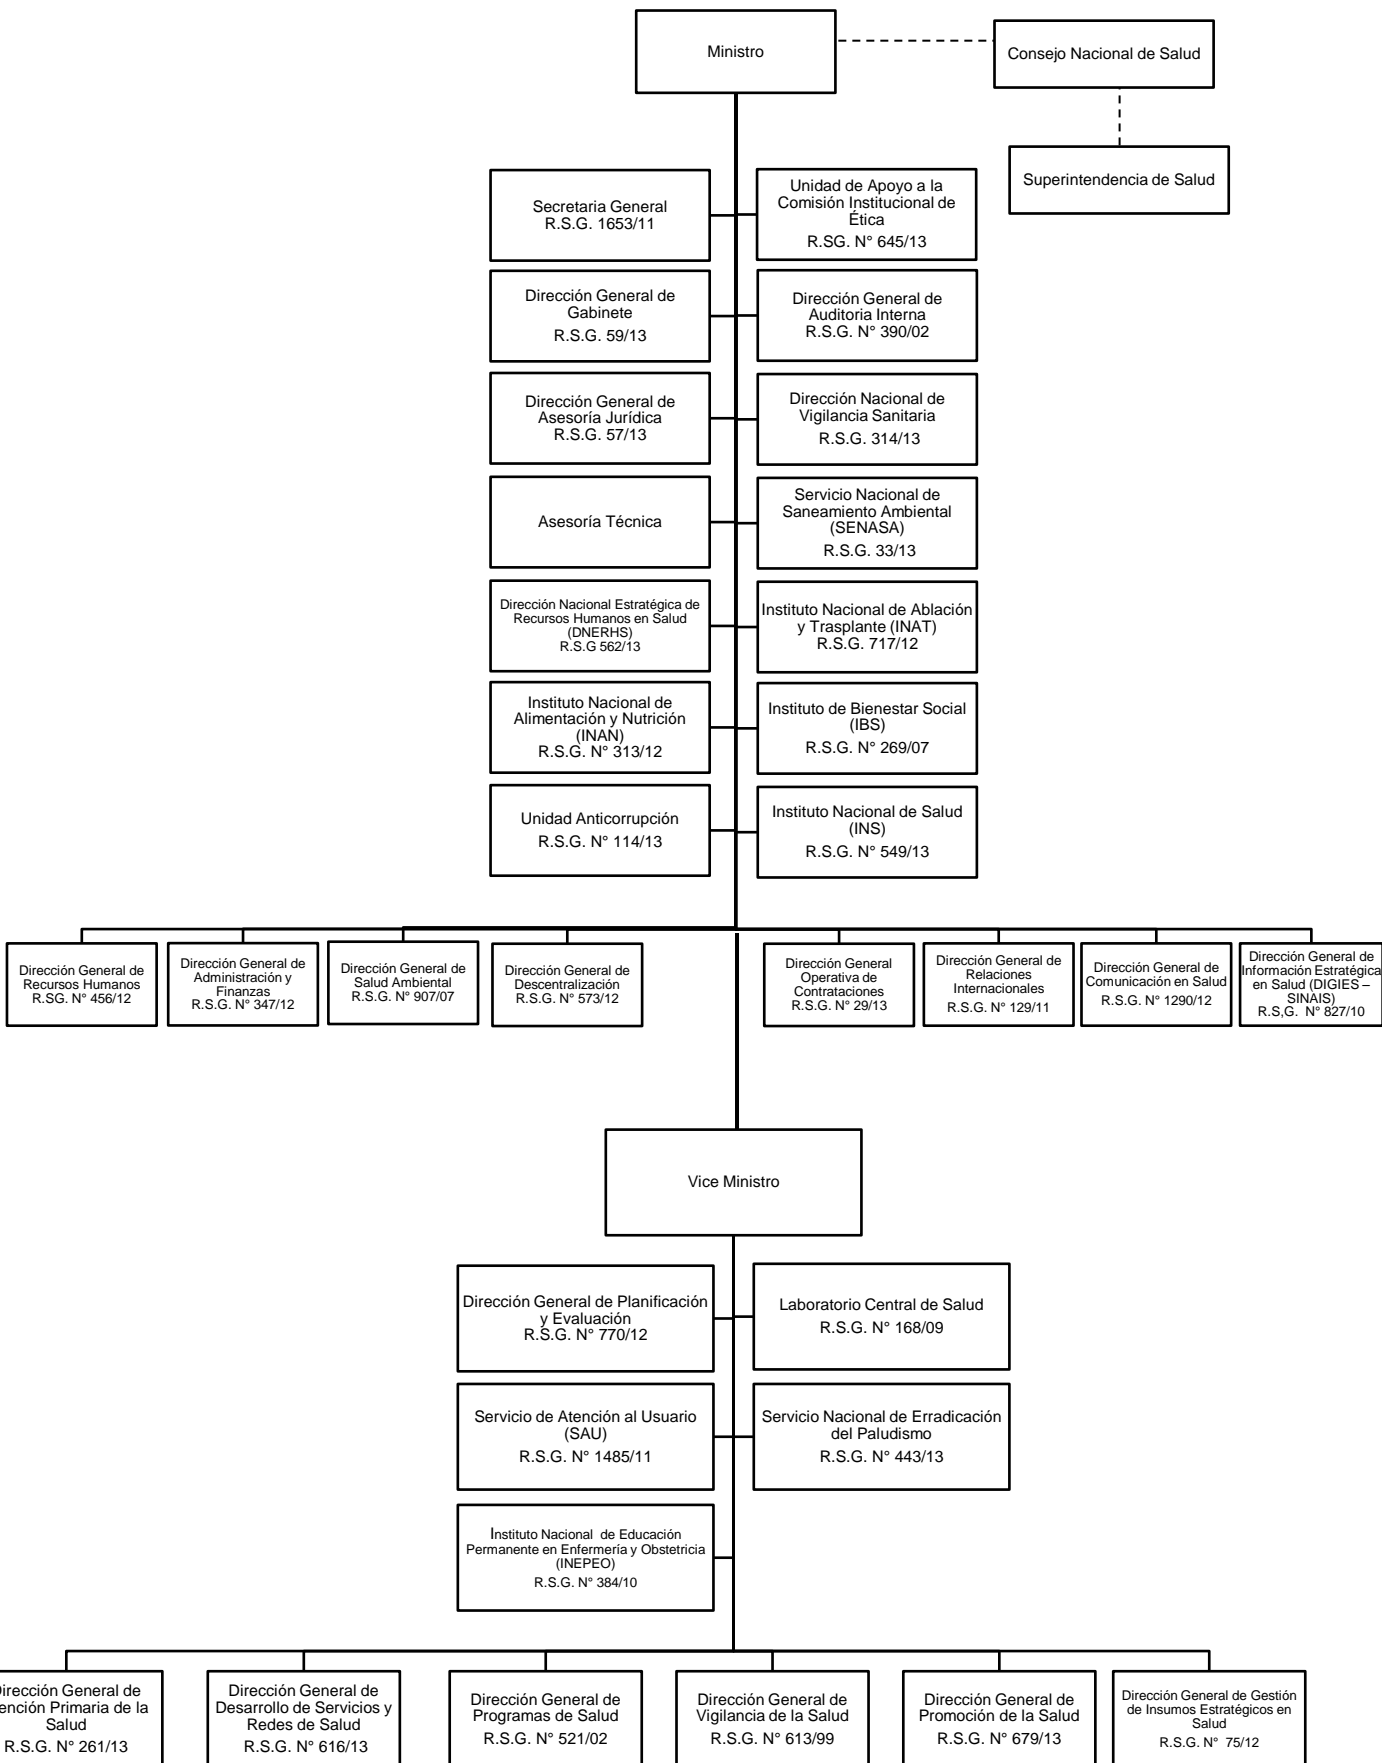 Ministro
Consejo Nacional de Salud
Superintendencia de Salud
Secretaria General
R.S.G. 1653/11
Unidad de Apoyo a la
Comisión Institucional de
Ética
R.SG. N° 645/13
Dirección General de
Gabinete
R.S.G. 59/13
Dirección General de
Auditoria Interna
R.S.G. N° 390/02
Dirección General de
Asesoría Jurídica
R.S.G. 57/13
Dirección Nacional de
Vigilancia Sanitaria
R.S.G. 314/13
Asesoría Técnica
Servicio Nacional de
Saneamiento Ambiental
(SENASA)
R.S.G. 33/13
Dirección Nacional Estratégica de
Recursos Humanos en Salud
(DNERHS)
R.S.G 562/13
Instituto Nacional de Ablación
y Trasplante (INAT)
R.S.G. 717/12
Instituto Nacional de
Alimentación y Nutrición
(INAN)
R.S.G. N° 313/12
Instituto de Bienestar Social
(IBS)
R.S.G. N° 269/07
Unidad Anticorrupción
R.S.G. N° 114/13
Instituto Nacional de Salud
(INS)
R.S.G. N° 549/13
Dirección General de
Recursos Humanos
R.SG. N° 456/12
Dirección General de
Administración y
Finanzas
R.S.G. N° 347/12
Dirección General de
Salud Ambiental
R.S.G. N° 907/07
Dirección General de
Descentralización
R.S.G. N° 573/12
Dirección General
Operativa de
Contrataciones
R.S.G. N° 29/13
Dirección General de
Relaciones
Internacionales
R.S.G. N° 129/11
Dirección General de
Comunicación en Salud
R.S.G. N° 1290/12
Dirección General de
Información Estratégica
en Salud (DIGIES –
SINAIS)
R.S,G. N° 827/10
Vice Ministro
Dirección General de Planificación
y Evaluación
R.S.G. N° 770/12
Laboratorio Central de Salud
R.S.G. N° 168/09
Servicio de Atención al Usuario
(SAU)
R.S.G. N° 1485/11
Servicio Nacional de Erradicación
del Paludismo
R.S.G. N° 443/13
Instituto Nacional de Educación
Permanente en Enfermería y Obstetricia
(INEPEO)
R.S.G. N° 384/10
irección General de
ención Primaria de la
Salud
R.S.G. N° 261/13
Dirección General de
Desarrollo de Servicios y
Redes de Salud
R.S.G. N° 616/13
Dirección General de
Programas de Salud
R.S.G. N° 521/02
Dirección General de
Vigilancia de la Salud
R.S.G. N° 613/99
Dirección General de
Promoción de la Salud
R.S.G. N° 679/13
Dirección General de Gestión
de Insumos Estratégicos en
Salud
R.S.G. N° 75/12